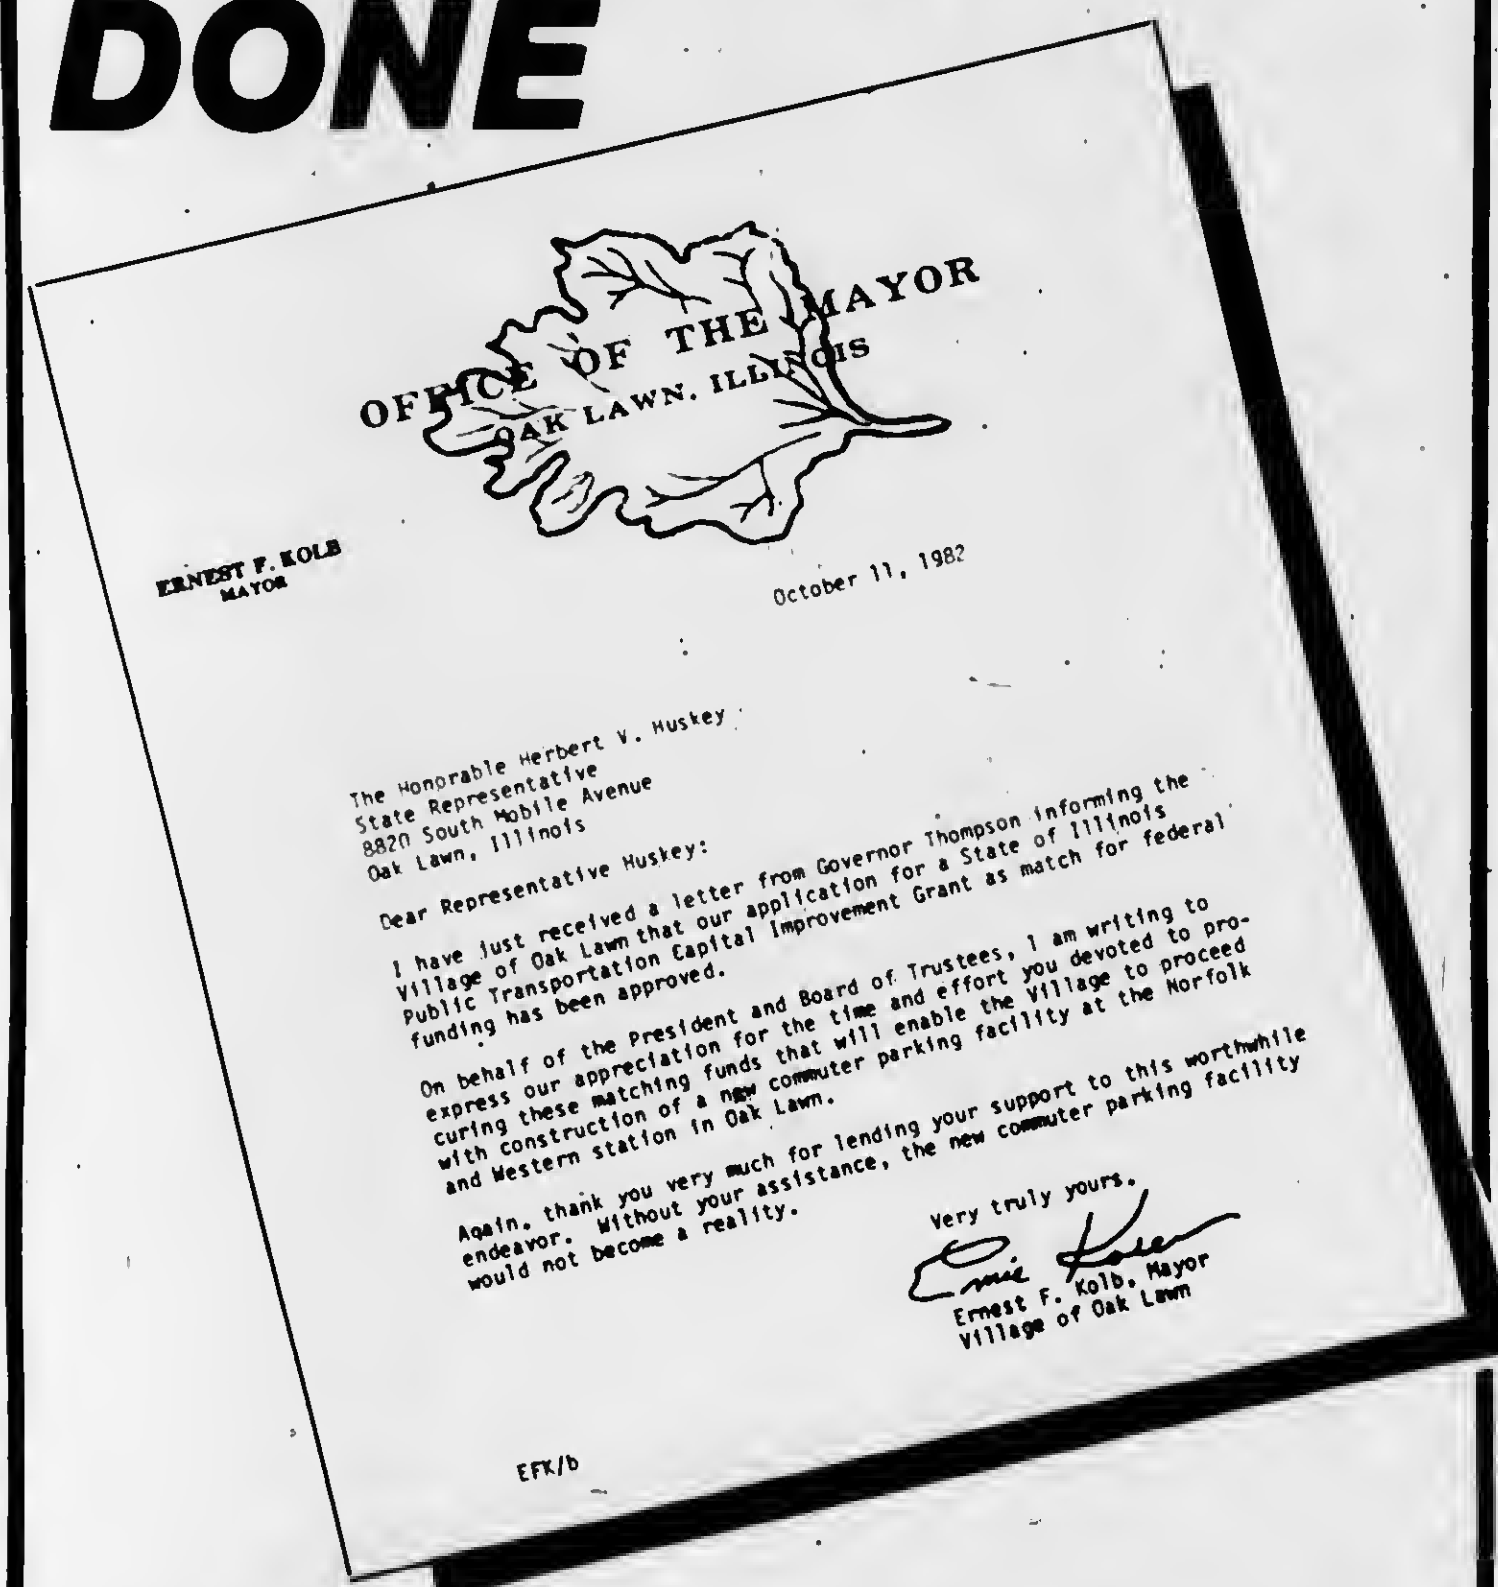 DONE
OFFICE OF THE MAYOR
OAK LAWN, ILLINOIS
ERNEST F. KOLB
MAYOR
October 11, 1982
The Honorable Herbert V. Huskey
State Representative
8820 South Mobile Avenue
Oak Lawn, Illinois
Dear Representative Huskey:
I have just received a letter from Governor Thompson informing the
Village of Oak Lawn that our application for a State of Illinois
Public Transportation Capital Improvement Grant as match for federal
funding has been approved.
On behalf of the President and Board of Trustees, I am writing to
express our appreciation for the time and effort you devoted to pro-
curing these matching funds that will enable the Village to proceed
with construction of a new commuter parking facility at the Norfolk
and Western station in Oak Lawn.
Again, thank you very much for lending your support to this worthwhile
endeavor. Without your assistance, the new commuter parking facility
would not become a reality.
Very truly yours,
Ernie Kolb
Ernest F. Kolb, Mayor
Village of Oak Lawn
EFK/b